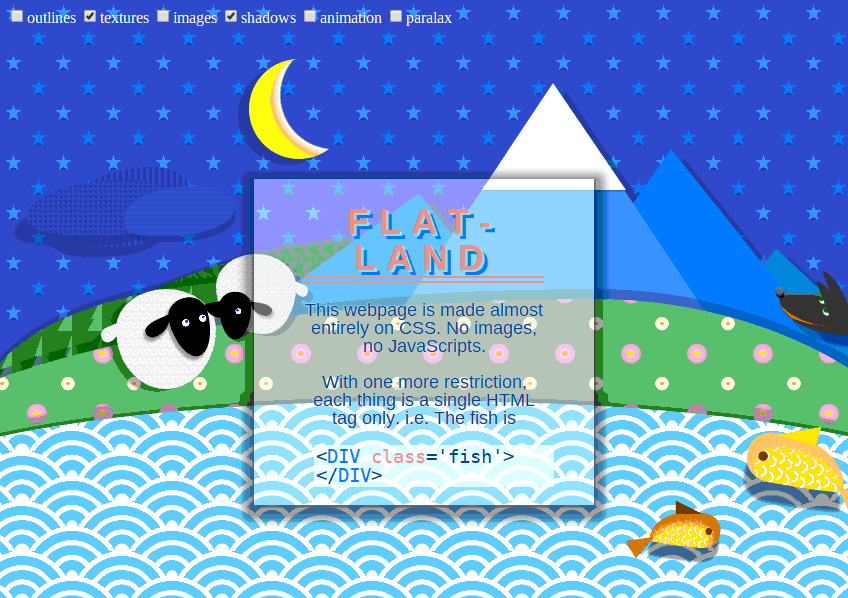 outlines textures images shadows animation paralax
FLAT-
LAND
This webpage is made almost
entirely on CSS. No images,
no JavaScripts.
With one more restriction,
each thing is a single HTML
tag only. i.e. The fish is
<DIV class='fish'>
</DIV>